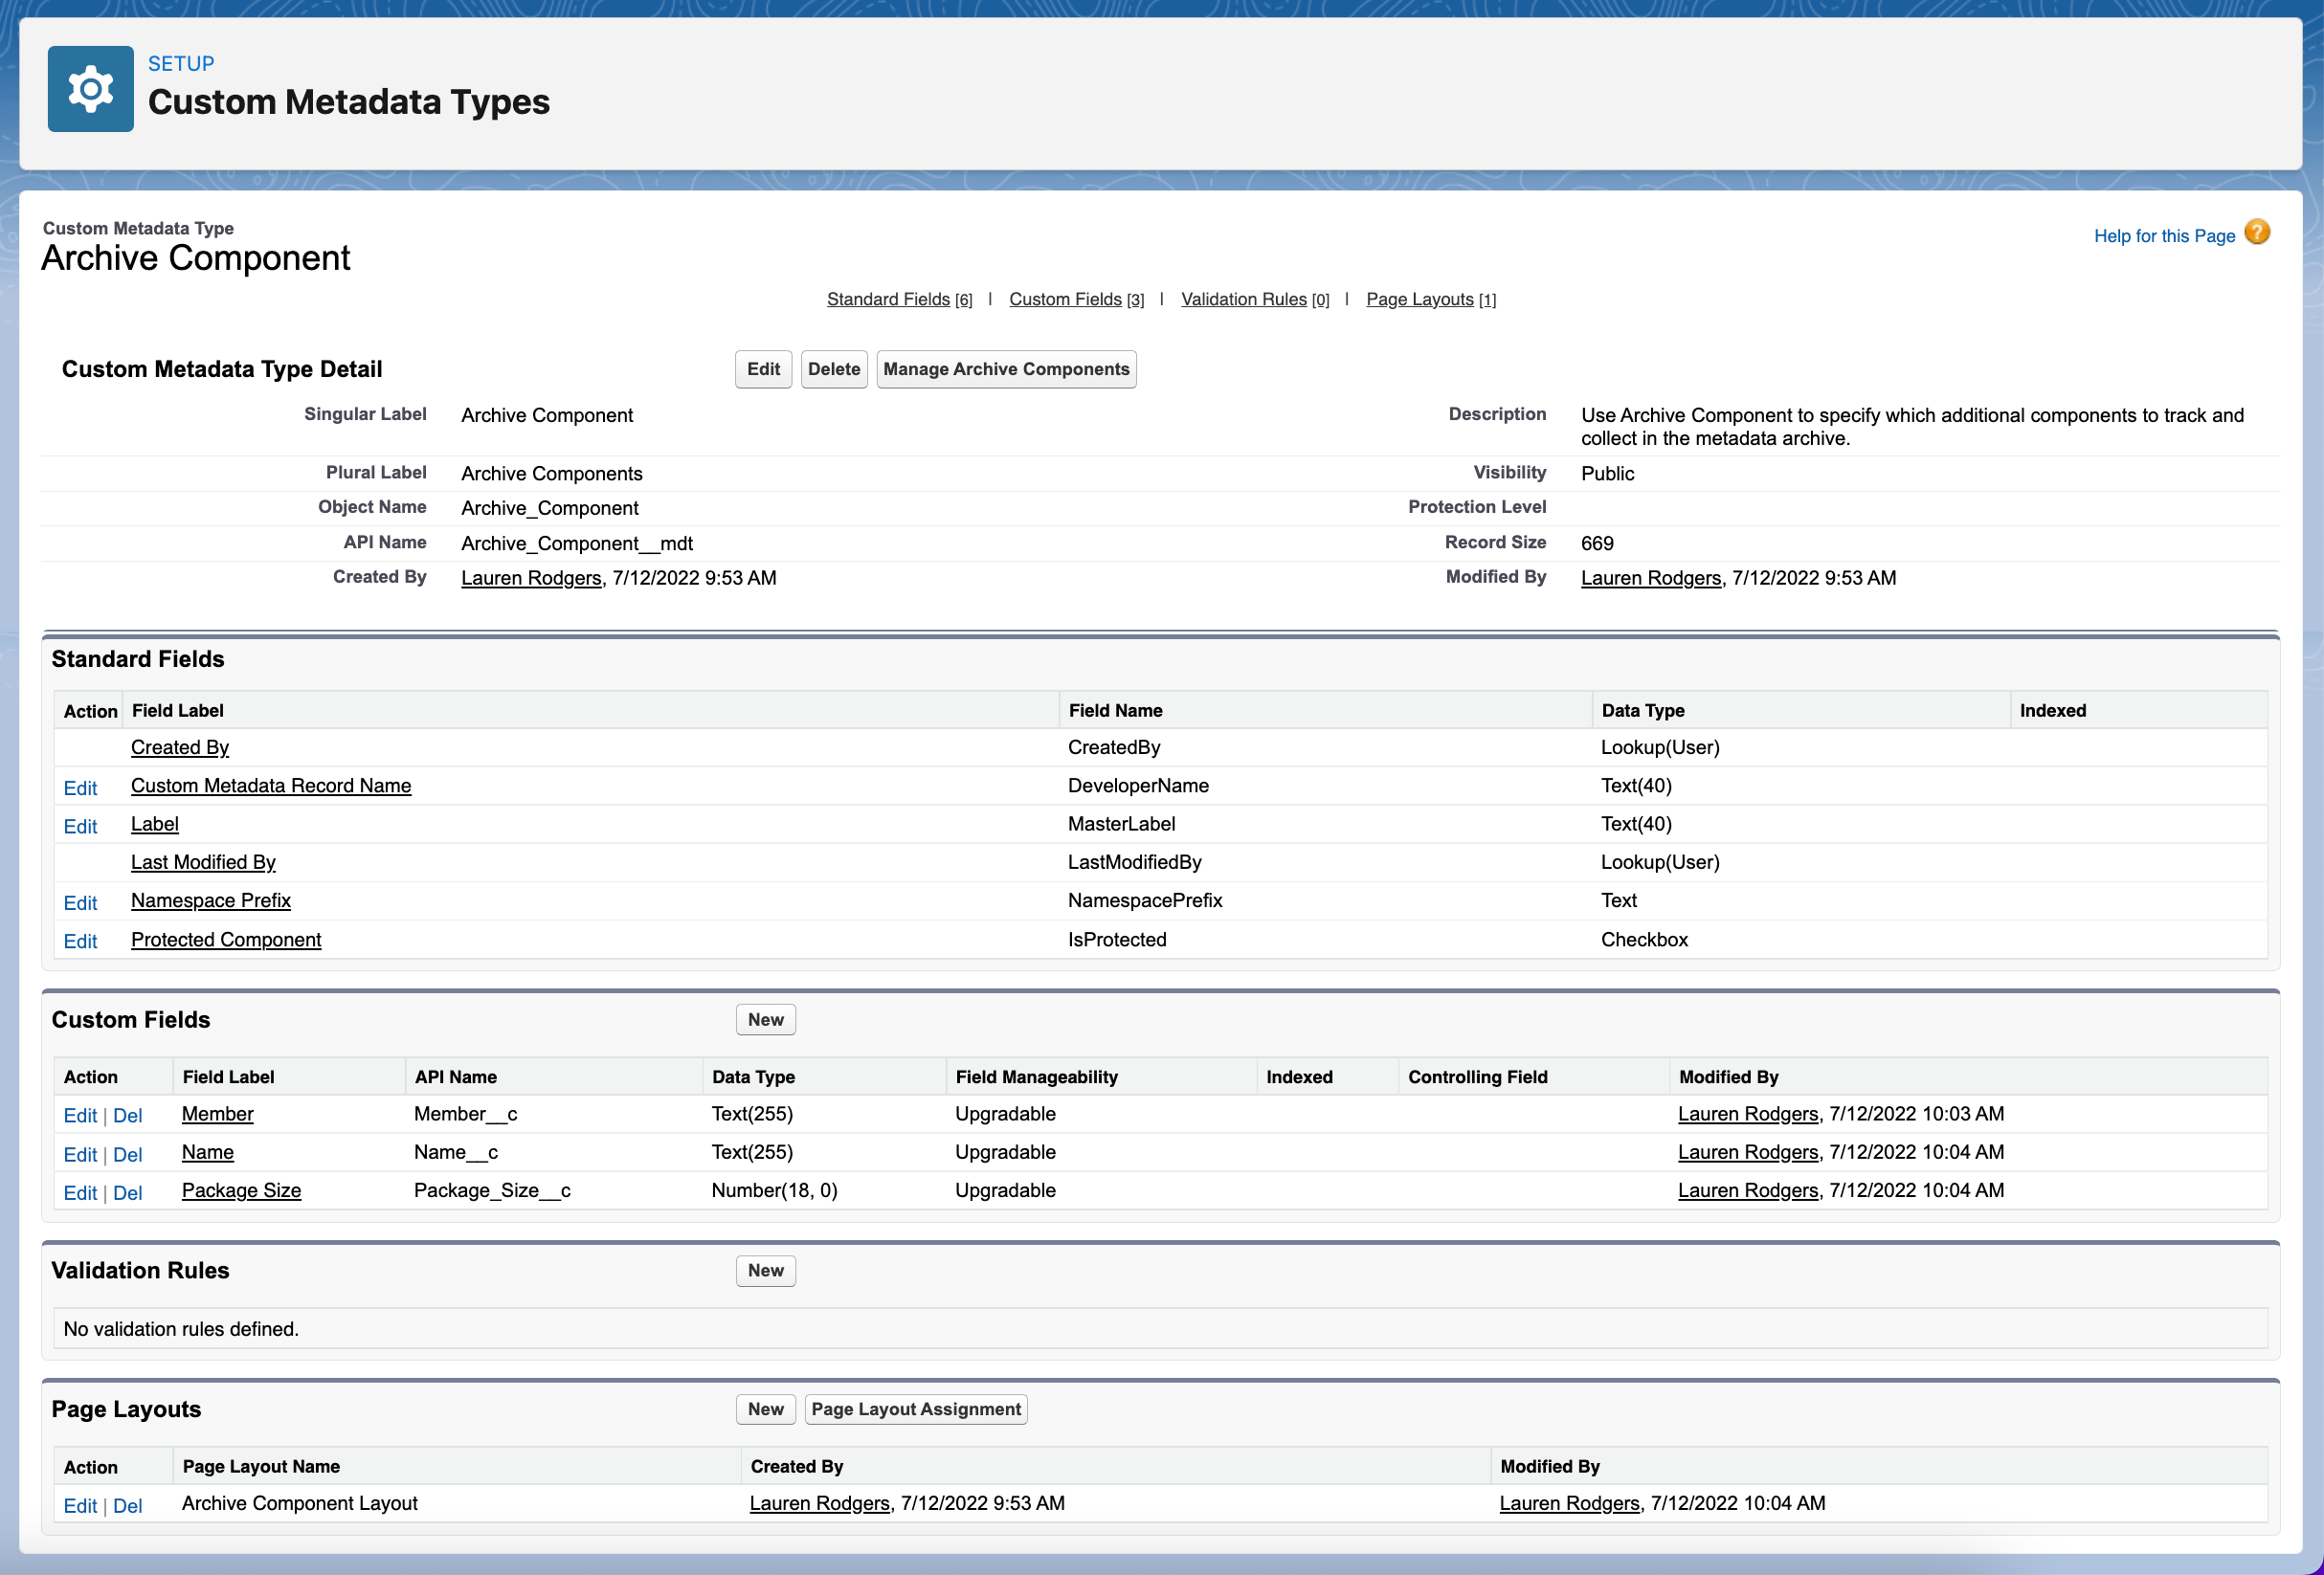 SETUP
Custom Metadata Types
Custom Metadata Type
Archive Component
Help for this Page ?
Standard Fields [6] | Custom Fields [3] | Validation Rules [0] | Page Layouts [1]
Custom Metadata Type Detail Edit Delete Manage Archive Components
Singular Label Archive Component Description Use Archive Component to specify which additional components to track and
collect in the metadata archive.
Plural Label Archive Components Visibility Public
Object Name Archive_Component Protection Level
API Name Archive_Component__mdt Record Size 669
Created By Lauren Rodgers, 7/12/2022 9:53 AM Modified By Lauren Rodgers, 7/12/2022 9:53 AM
Standard Fields
Action Field Label Field Name Data Type Indexed
Created By CreatedBy Lookup(User)
Edit Custom Metadata Record Name DeveloperName Text(40)
Edit Label MasterLabel Text(40)
Last Modified By LastModifiedBy Lookup(User)
Edit Namespace Prefix NamespacePrefix Text
Edit Protected Component IsProtected Checkbox
Custom Fields New
Action Field Label API Name Data Type Field Manageability Indexed Controlling Field Modified By
Edit | Del Member Member__c Text(255) Upgradable Lauren Rodgers, 7/12/2022 10:03 AM
Edit | Del Name Name__c Text(255) Upgradable Lauren Rodgers, 7/12/2022 10:04 AM
Edit | Del Package Size Package_Size__c Number(18, 0) Upgradable Lauren Rodgers, 7/12/2022 10:04 AM
Validation Rules New
No validation rules defined.
Page Layouts New Page Layout Assignment
Action Page Layout Name Created By Modified By
Edit | Del Archive Component Layout Lauren Rodgers, 7/12/2022 9:53 AM Lauren Rodgers, 7/12/2022 10:04 AM